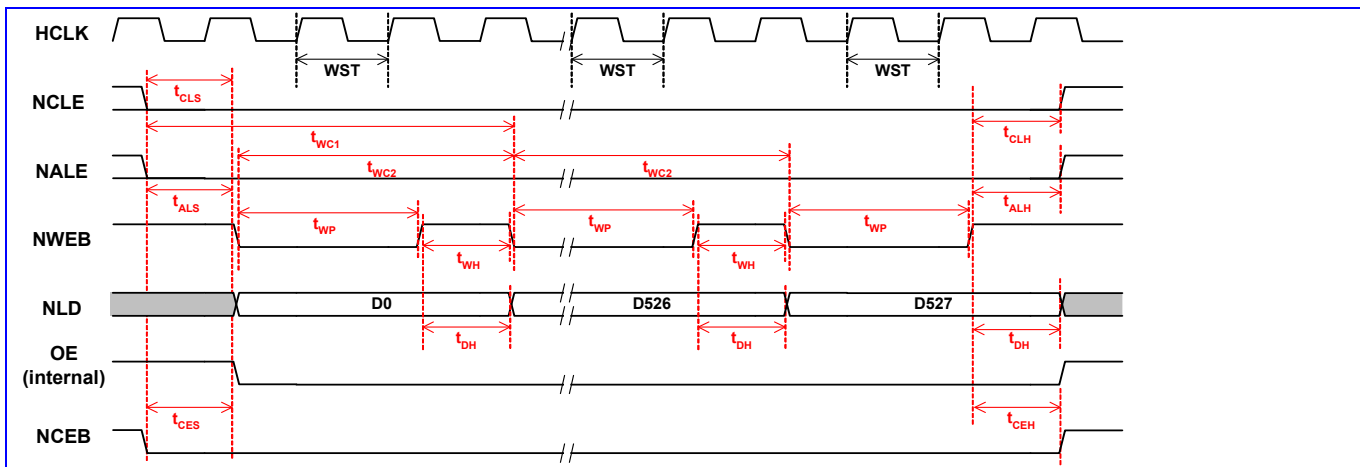 HCLK
WST WST WST
NCLE
tCLS
tCLH
tWC1
NALE
tWC2 tWC2
tALS
tALH
NWEB
tWP tWP tWP
tWH tWH
NLD
D0 D526 D527
tDH tDH tDH
OE
(internal)
tCES
tCEH
NCEB